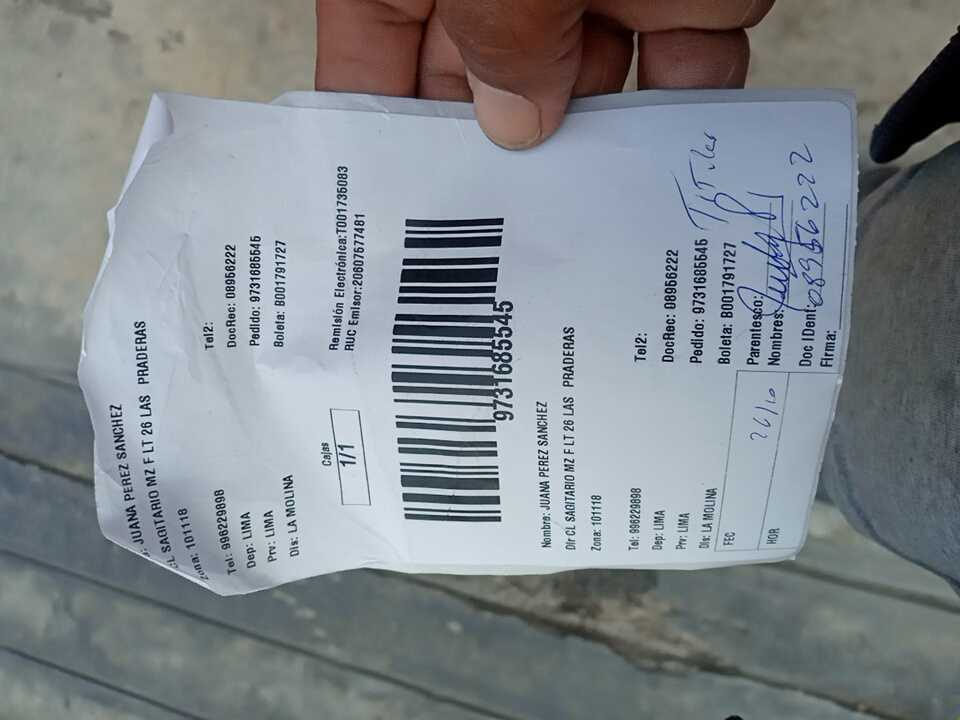 : JUANA PEREZ SANCHEZ
CL SAGITARIO MZ F LT 26 LAS PRADERAS
Zona: 101118
Tel: 996229898 Tel2:
Dep: LIMA DocRec: 08956222
Prv: LIMA Pedido: 9731685545
Dis: LA MOLINA Boleta: B001791727
Cajas
1/1
Remisión Electrónica:T001735083
RUC Emisor:20607577481
9731685545
Nombre: JUANA PEREZ SANCHEZ
Dir CL SAGITARIO MZ F LT 26 LAS PRADERAS
Zona: 101118
Tel: 996229898 Tel2:
Dep: LIMA DocRec: 08956222
Prv: LIMA Pedido: 9731685545
Dis: LA MOLINA Boleta: B001791727
FEC 26/10
HOR
Parentesco: Titular
Nombres:
Doc IDent: 08956222
Firma: